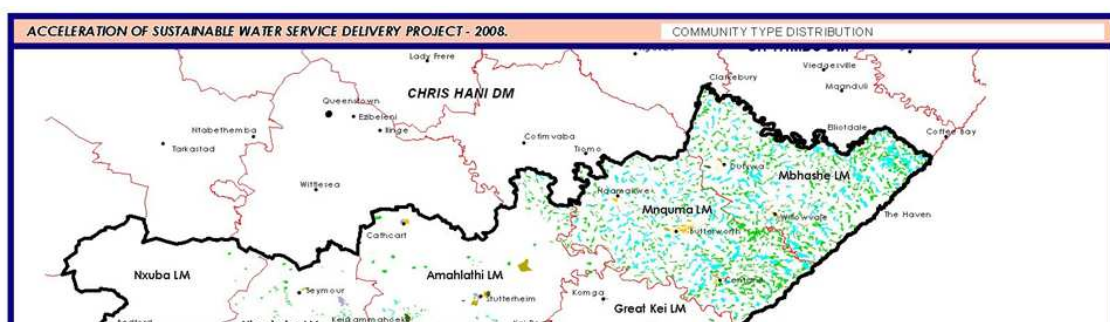 ACCELERATION OF SUSTAINABLE WATER SERVICE DELIVERY PROJECT - 2008.
COMMUNITY TYPE DISTRIBUTION
Lady Frere
Viedgesville
Clarkebury
Mqanduli
CHRIS HANI DM
Queenstown
Ezibeleni
Ilinge
Ntabethemba
Tarkastad
Cofimvaba
Elliotdale
Coffee Bay
Tsomo
Dutywa
Mbhashe LM
Wittlesea
Nqamakwe
Mnquma LM
Willowvale
The Haven
Butterworth
Cathcart
Nxuba LM
Amahlathi LM
Centane
Seymour
Stutterheim
Komga
Great Kei LM